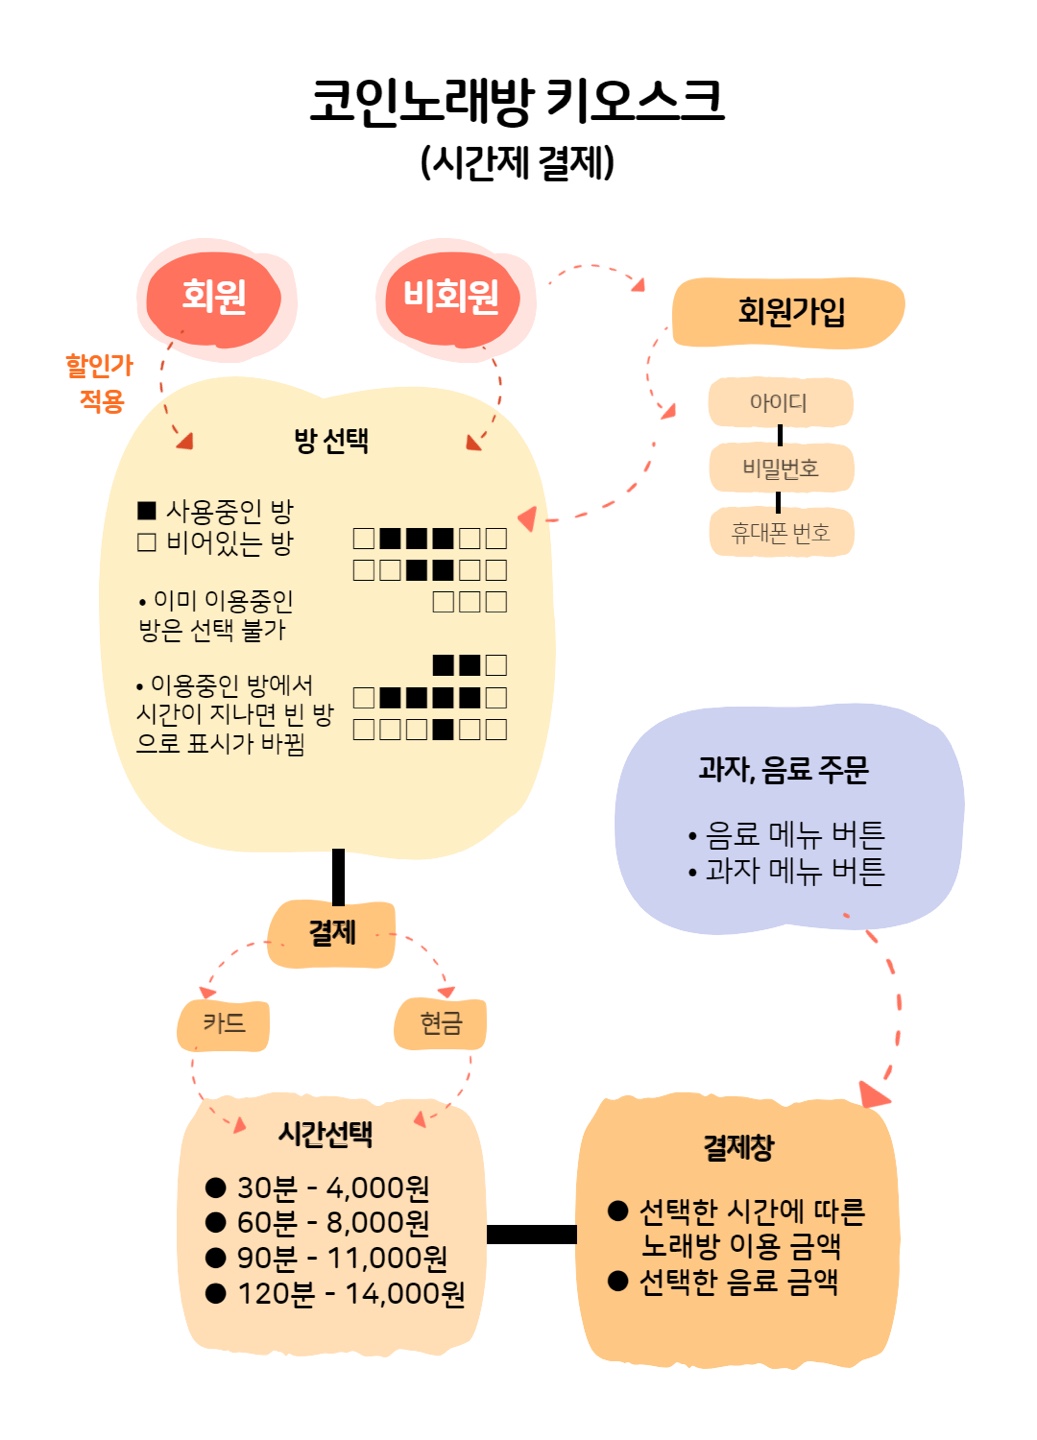 코인노래방 키오스크
(시간제 결제)
회원
비회원
회원가입
할인가
적용
아이디
비밀번호
휴대폰 번호
방 선택
■ 사용중인 방
□ 비어있는 방
□■■■□□
□□■■□□
□□□
• 이미 이용중인
방은 선택 불가
■■□
□■■■■□
□□□■□□
• 이용중인 방에서
시간이 지나면 빈 방
으로 표시가 바뀜
과자, 음료 주문
• 음료 메뉴 버튼
• 과자 메뉴 버튼
결제
카드
현금
시간선택
● 30분 - 4,000원
● 60분 - 8,000원
● 90분 - 11,000원
● 120분 - 14,000원
결제창
● 선택한 시간에 따른
노래방 이용 금액
● 선택한 음료 금액